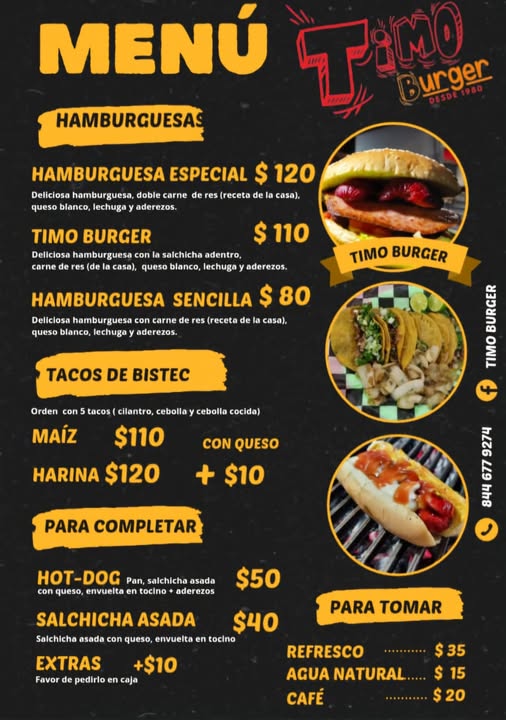 MENÚ
TIMO
Burger
DESDE 1980
HAMBURGUESAS
HAMBURGUESA ESPECIAL $ 120
Deliciosa hamburguesa, doble carne de res (receta de la casa),
queso blanco, lechuga y aderezos.
TIMO BURGER $ 110
Deliciosa hamburguesa con la salchicha adentro,
carne de res (de la casa), queso blanco, lechuga y aderezos.
TIMO BURGER
HAMBURGUESA SENCILLA $ 80
Deliciosa hamburguesa con carne de res (receta de la casa),
queso blanco, lechuga y aderezos.
TACOS DE BISTEC
Orden con 5 tacos ( cilantro, cebolla y cebolla cocida)
MAÍZ $110 CON QUESO
HARINA $120 + $10
PARA COMPLETAR
HOT-DOG Pan, salchicha asada $50
con queso, envuelta en tocino + aderezos
SALCHICHA ASADA $40
Salchicha asada con queso, envuelta en tocino
EXTRAS +$10
Favor de pedirlo en caja
PARA TOMAR
REFRESCO ........... $ 35
AGUA NATURAL..... $ 15
CAFÉ ........... $ 20
TIMO BURGER
844 677 9274